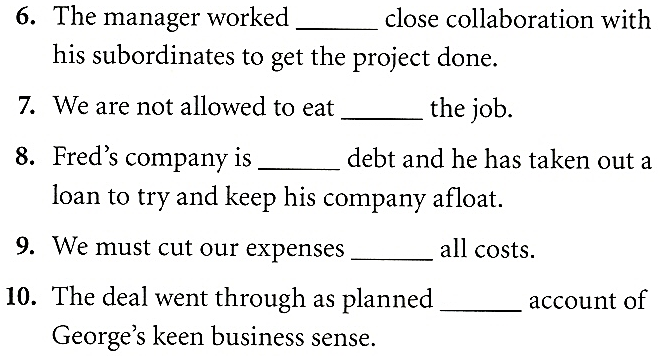 6. The manager worked ______ close collaboration with
his subordinates to get the project done.
7. We are not allowed to eat ______ the job.
8. Fred's company is ______ debt and he has taken out a
loan to try and keep his company afloat.
9. We must cut our expenses ______ all costs.
10. The deal went through as planned ______ account of
George's keen business sense.